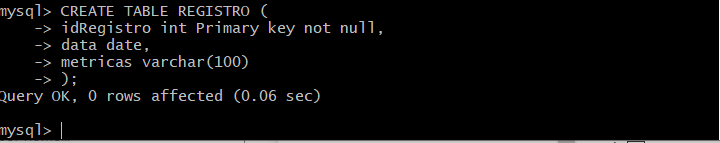 mysql> CREATE TABLE REGISTRO (
    -> idRegistro int Primary key not null,
    -> data date,
    -> metricas varchar(100)
    -> );
Query OK, 0 rows affected (0.06 sec)
mysql>